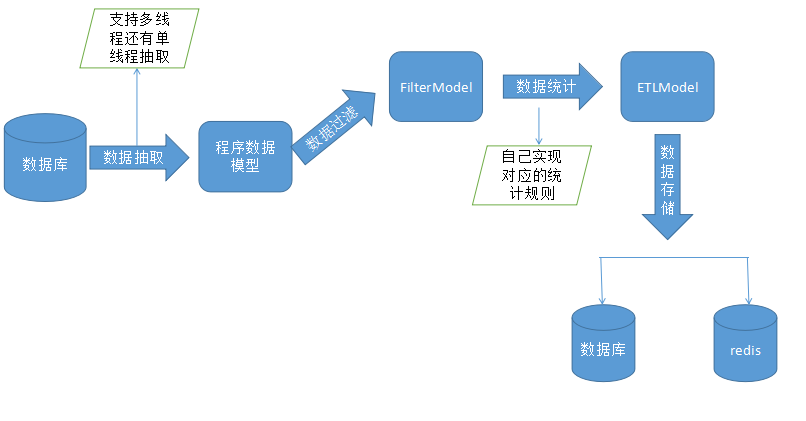 支持多线
程还有单
线程抽取
数据库
数据抽取
程序数据
模型
数据过滤
FilterModel
数据统计
自己实现
对应的统
计规则
ETLModel
数
据
存
储
数据库
redis